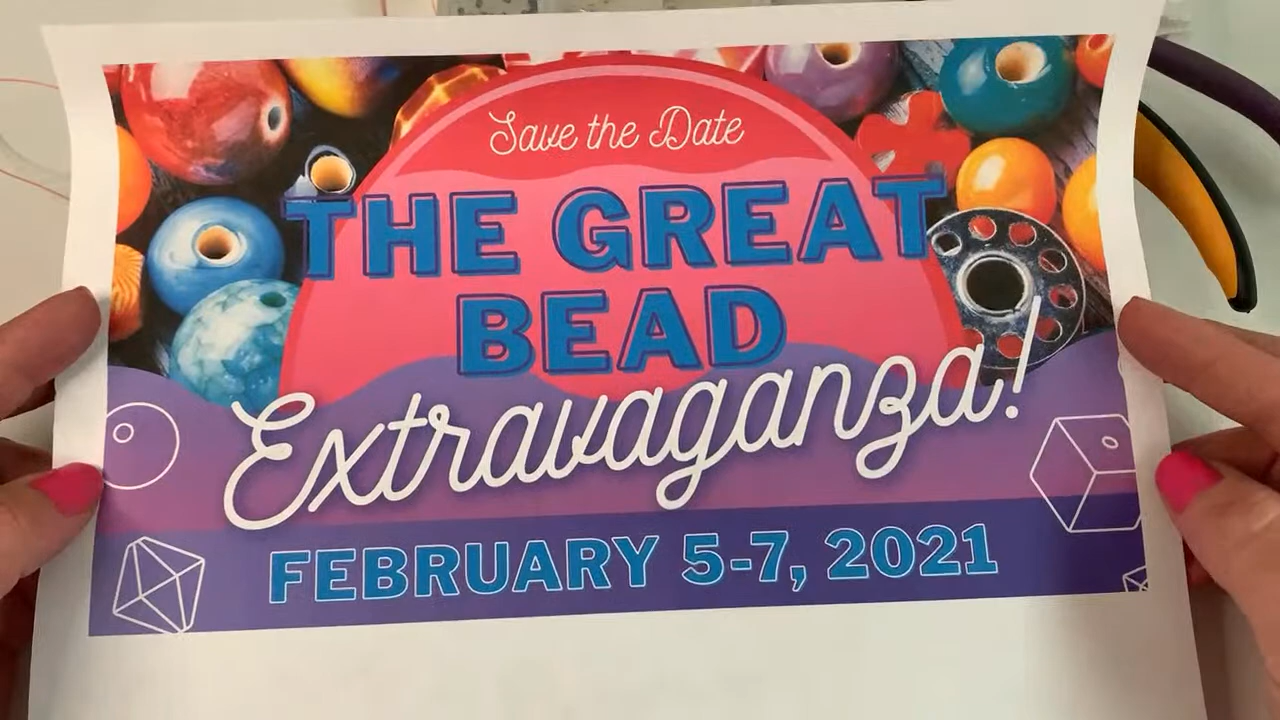 Save the Date
THE GREAT
BEAD
Extravaganza!
FEBRUARY 5-7, 2021